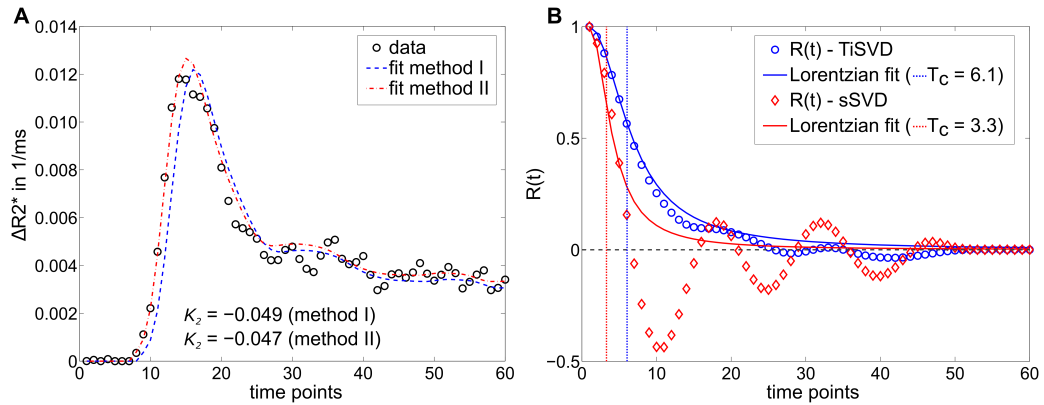 A
0.014
0.012
0.010
0.008
0.006
0.004
0.002
0
ΔR2* in 1/ms
data
fit method I
fit method II
K₂ = −0.049 (method I)
K₂ = −0.047 (method II)
0 10 20 30 40 50 60
time points
B
1
0.5
0
−0.5
R(t)
R(t) - TiSVD
Lorentzian fit ( T_C = 6.1)
R(t) - sSVD
Lorentzian fit ( T_C = 3.3)
0 10 20 30 40 50 60
time points